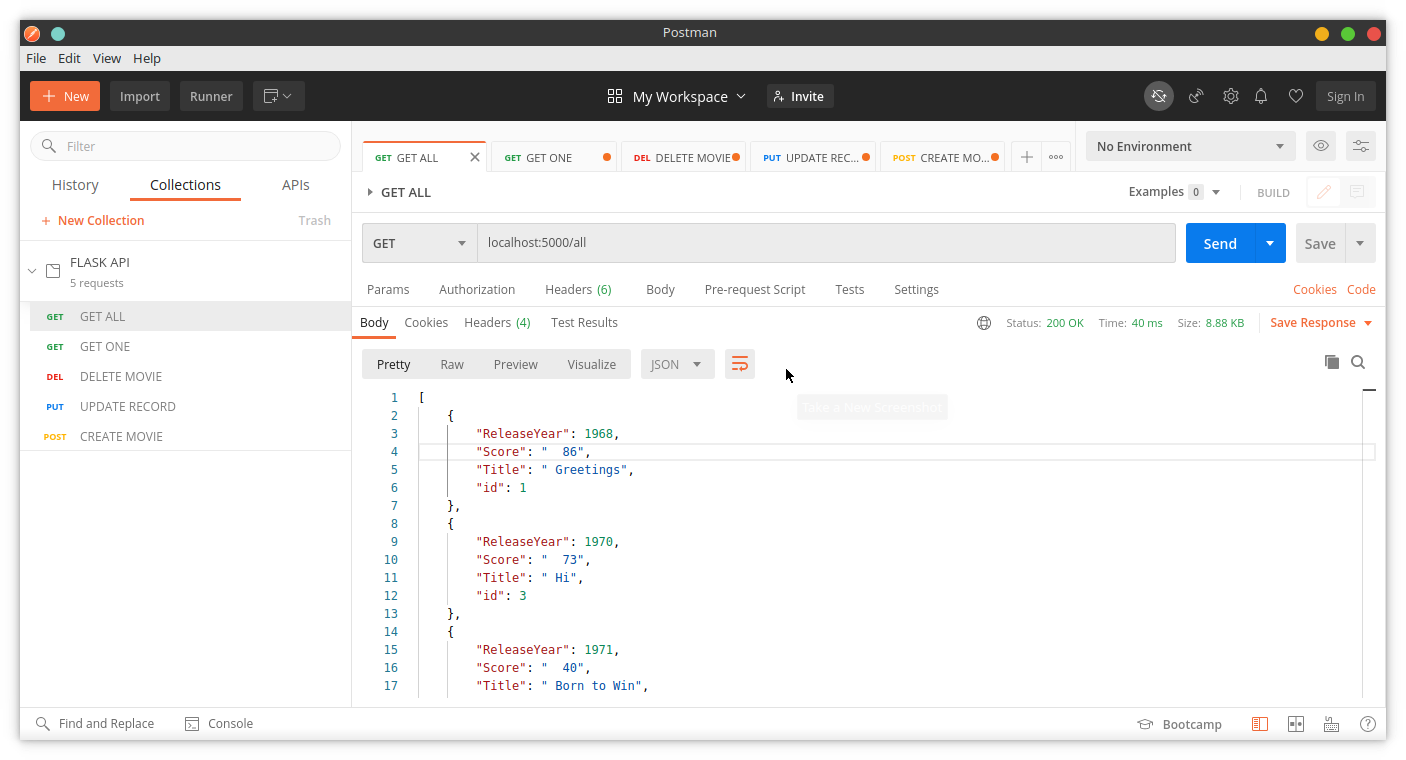 Postman
File Edit View Help
New Import Runner My Workspace Invite Sign In
Filter
History Collections APIs
+ New Collection Trash
FLASK API
5 requests
GET GET ALL
GET GET ONE
DEL DELETE MOVIE
PUT UPDATE RECORD
POST CREATE MOVIE
GET GET ALL GET GET ONE DEL DELETE MOVIE PUT UPDATE REC... POST CREATE MO... No Environment
GET ALL Examples 0 BUILD
GET localhost:5000/all Send Save
Params Authorization Headers (6) Body Pre-request Script Tests Settings Cookies Code
Body Cookies Headers (4) Test Results Status: 200 OK Time: 40 ms Size: 8.88 KB Save Response
Pretty Raw Preview Visualize JSON
Take a New Screenshot
1 [
2 {
3 "ReleaseYear": 1968,
4 "Score": "  86",
5 "Title": " Greetings",
6 "id": 1
7 },
8 {
9 "ReleaseYear": 1970,
10 "Score": "  73",
11 "Title": " Hi",
12 "id": 3
13 },
14 {
15 "ReleaseYear": 1971,
16 "Score": "  40",
17 "Title": " Born to Win",
Find and Replace Console Bootcamp